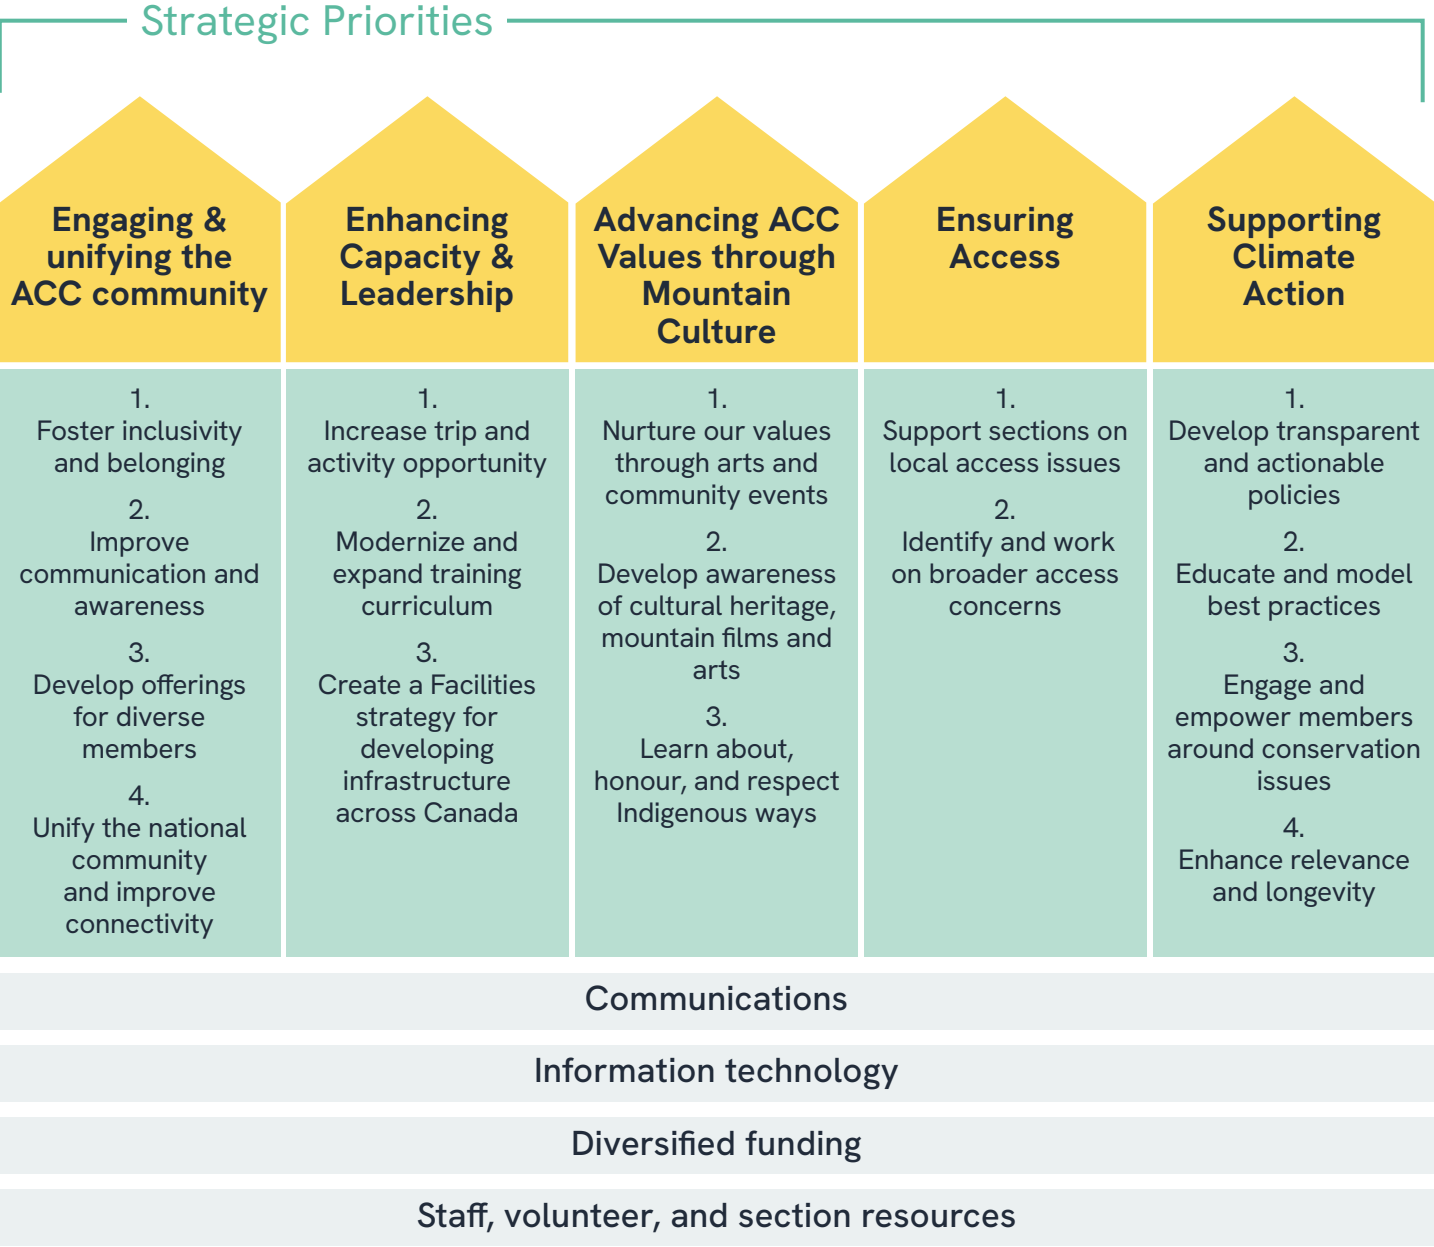 Strategic Priorities
Engaging &
unifying the
ACC community
1.
Foster inclusivity
and belonging
2.
Improve
communication and
awareness
3.
Develop offerings
for diverse
members
4.
Unify the national
community
and improve
connectivity
Enhancing
Capacity &
Leadership
1.
Increase trip and
activity opportunity
2.
Modernize and
expand training
curriculum
3.
Create a Facilities
strategy for
developing
infrastructure
across Canada
Advancing ACC
Values through
Mountain
Culture
1.
Nurture our values
through arts and
community events
2.
Develop awareness
of cultural heritage,
mountain films and
arts
3.
Learn about,
honour, and respect
Indigenous ways
Ensuring
Access
1.
Support sections on
local access issues
2.
Identify and work
on broader access
concerns
Supporting
Climate
Action
1.
Develop transparent
and actionable
policies
2.
Educate and model
best practices
3.
Engage and
empower members
around conservation
issues
4.
Enhance relevance
and longevity
Communications
Information technology
Diversified funding
Staff, volunteer, and section resources